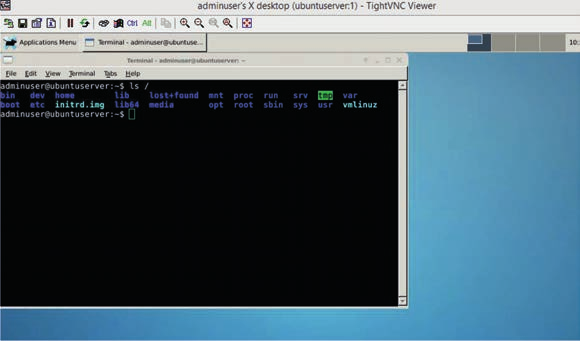 adminuser's X desktop (ubuntuserver:1) - TightVNC Viewer
Ctrl Alt
Applications Menu Terminal - adminuser@ubuntuse... 10:
Terminal - adminuser@ubuntuserver: ~
File Edit View Terminal Tabs Help
adminuser@ubuntuserver:~$ ls /
bin dev home lib lost+found mnt proc run srv tmp var
boot etc initrd.img lib64 media opt root sbin sys usr vmlinuz
adminuser@ubuntuserver:~$